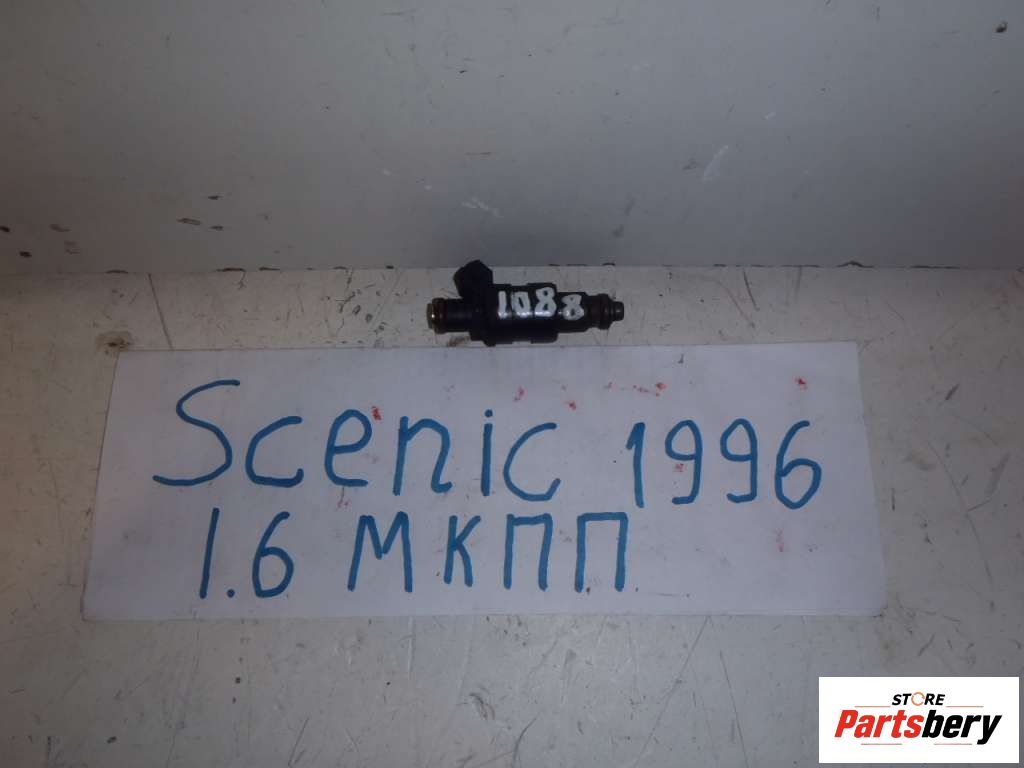 1088
Scenic 1996
1.6 МКПП
STORE
Partsbery